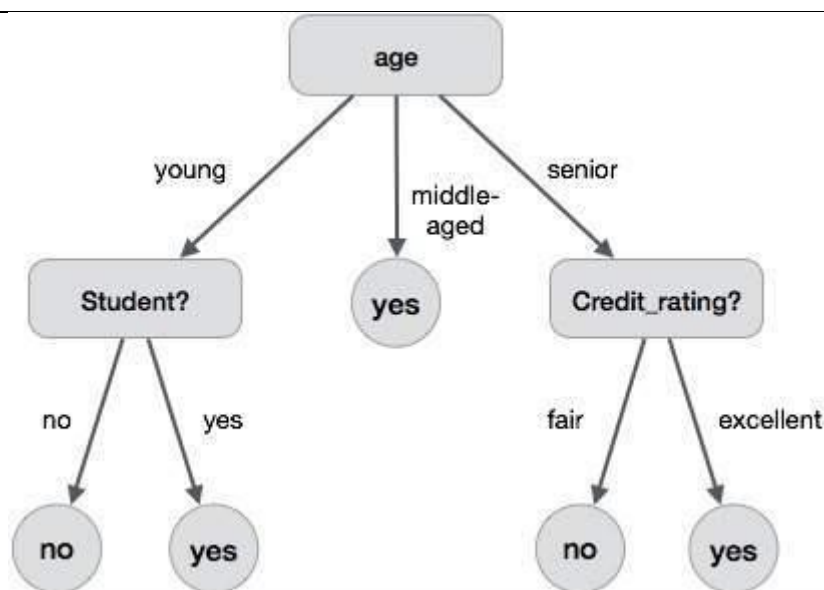 age
young
middle-
aged
senior
Student?
yes
Credit_rating?
no
yes
fair
excellent
no
yes
no
yes